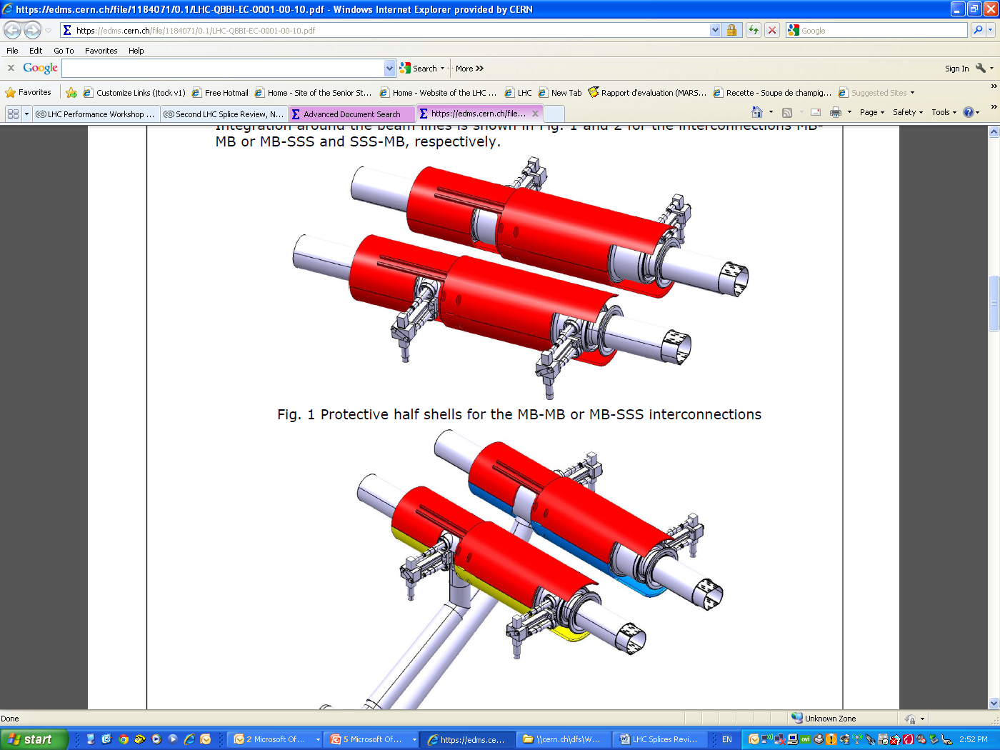 https://edms.cern.ch/file/1184071/0.1/LHC-QBBI-EC-0001-00-10.pdf - Windows Internet Explorer provided by CERN
https://edms.cern.ch/file/1184071/0.1/LHC-QBBI-EC-0001-00-10.pdf
Google
File Edit Go To Favorites Help
x Google Search More >> Sign In
Favorites Customize Links (jtock v1) Free Hotmail Home - Site of the Senior St... Home - Website of the LHC ... LHC New Tab Rapport d'evaluation (MARS... Recette - Soupe de champig... Suggested Sites
LHC Performance Workshop ... Second LHC Splice Review, N... Advanced Document Search https://edms.cern.ch/file... Page Safety Tools
Integration around the beam lines is shown in Fig. 1 and 2 for the interconnections MB-
MB or MB-SSS and SSS-MB, respectively.
Fig. 1 Protective half shells for the MB-MB or MB-SSS interconnections
Done Unknown Zone
start 2 Microsoft Of... 5 Microsoft Of... https://edms.ce... \\cern.ch\dfs\W... LHC Splices Revi... EN ovi 2:52 PM